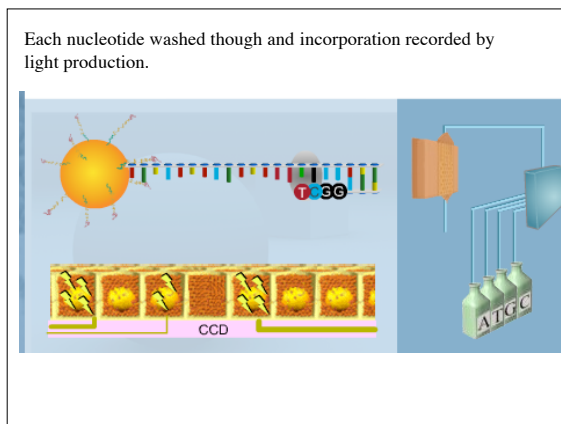 Each nucleotide washed though and incorporation recorded by
light production.
TCGG
CCD
A T G C